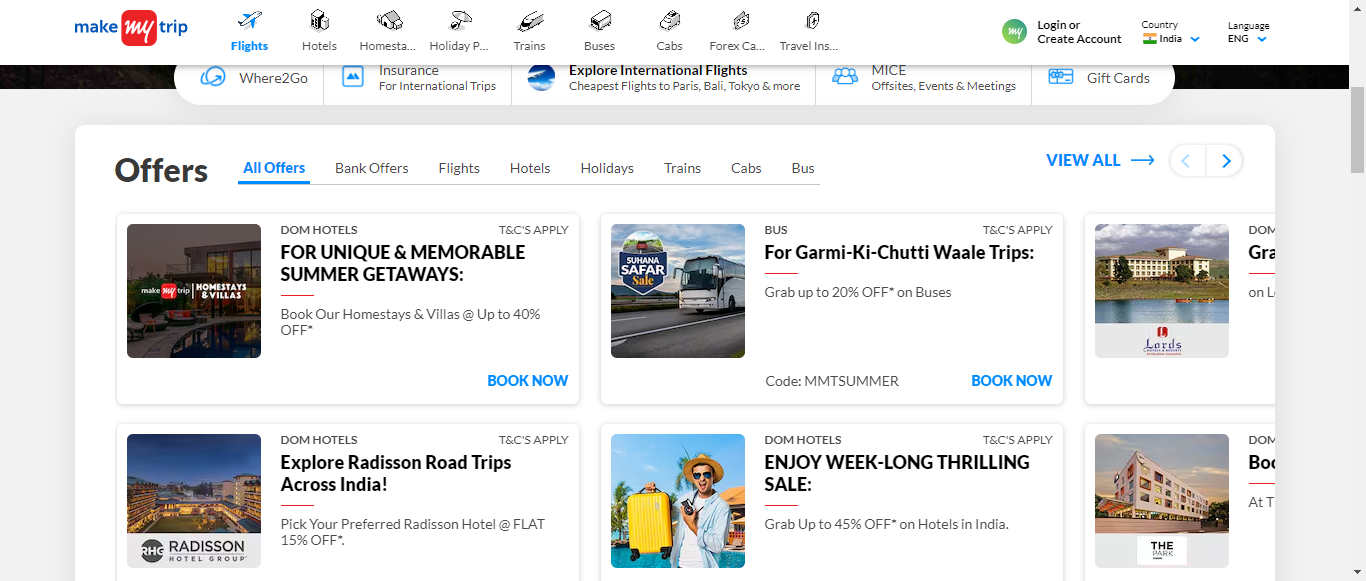 make my trip
Flights
Hotels
Homesta...
Holiday P...
Trains
Buses
Cabs
Forex Ca...
Travel Ins...
my
Login or
Create Account
Country
India
Language
ENG
Where2Go
Insurance
For International Trips
Explore International Flights
Cheapest Flights to Paris, Bali, Tokyo & more
MICE
Offsites, Events & Meetings
Gift Cards
Offers
All Offers
Bank Offers
Flights
Hotels
Holidays
Trains
Cabs
Bus
VIEW ALL
make my trip HOMESTAYS
& VILLAS
DOM HOTELS
T&C'S APPLY
FOR UNIQUE & MEMORABLE
SUMMER GETAWAYS:
Book Our Homestays & Villas @ Up to 40%
OFF*
BOOK NOW
SUHANA
SAFAR
Sale
BUS
T&C'S APPLY
For Garmi-Ki-Chutti Waale Trips:
Grab up to 20% OFF* on Buses
Code: MMTSUMMER
BOOK NOW
Lords
DOM
Gra
on Lo
RHG RADISSON
HOTEL GROUP
DOM HOTELS
T&C'S APPLY
Explore Radisson Road Trips
Across India!
Pick Your Preferred Radisson Hotel @ FLAT
15% OFF*.
DOM HOTELS
T&C'S APPLY
ENJOY WEEK-LONG THRILLING
SALE:
Grab Up to 45% OFF* on Hotels in India.
THE
PARK
DOM
Boo
At T